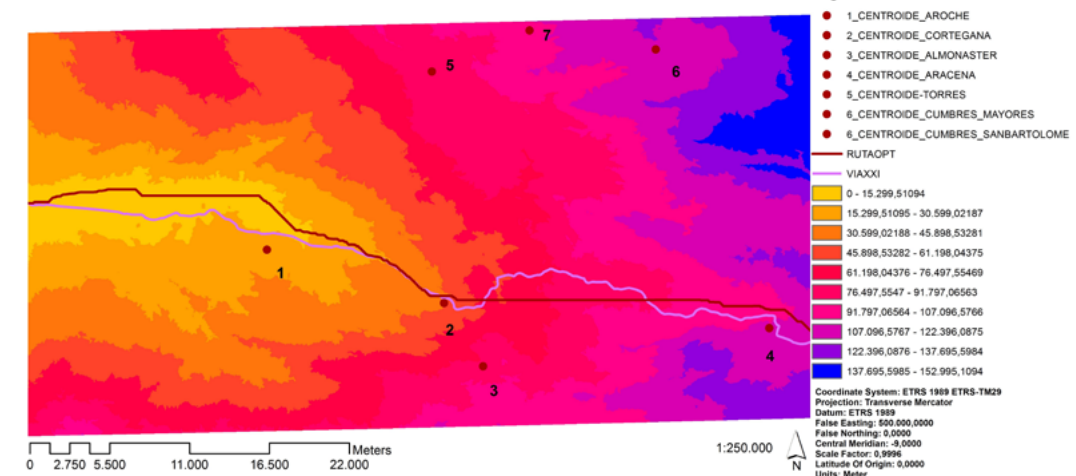 1_CENTROIDE_AROCHE
2_CENTROIDE_CORTEGANA
3_CENTROIDE_ALMONASTER
4_CENTROIDE_ARACENA
5_CENTROIDE-TORRES
6_CENTROIDE_CUMBRES_MAYORES
6_CENTROIDE_CUMBRES_SANBARTOLOME
RUTAOPT
VIAXXI
0 - 15.299,51094
15.299,51095 - 30.599,02187
30.599,02188 - 45.898,53281
45.898,53282 - 61.198,04375
61.198,04376 - 76.497,55469
76.497,5547 - 91.797,06563
91.797,06564 - 107.096,5766
107.096,5767 - 122.396,0875
122.396,0876 - 137.695,5984
137.695,5985 - 152.995,1094
Coordinate System: ETRS 1989 ETRS-TM29
Projection: Transverse Mercator
Datum: ETRS 1989
False Easting: 500.000,0000
False Northing: 0,0000
Central Meridian: -9,0000
Scale Factor: 0,9996
Latitude Of Origin: 0,0000
Units: Meter
7
5
6
1
2
4
3
Meters
0 2.750 5.500 11.000 16.500 22.000
1:250.000
N